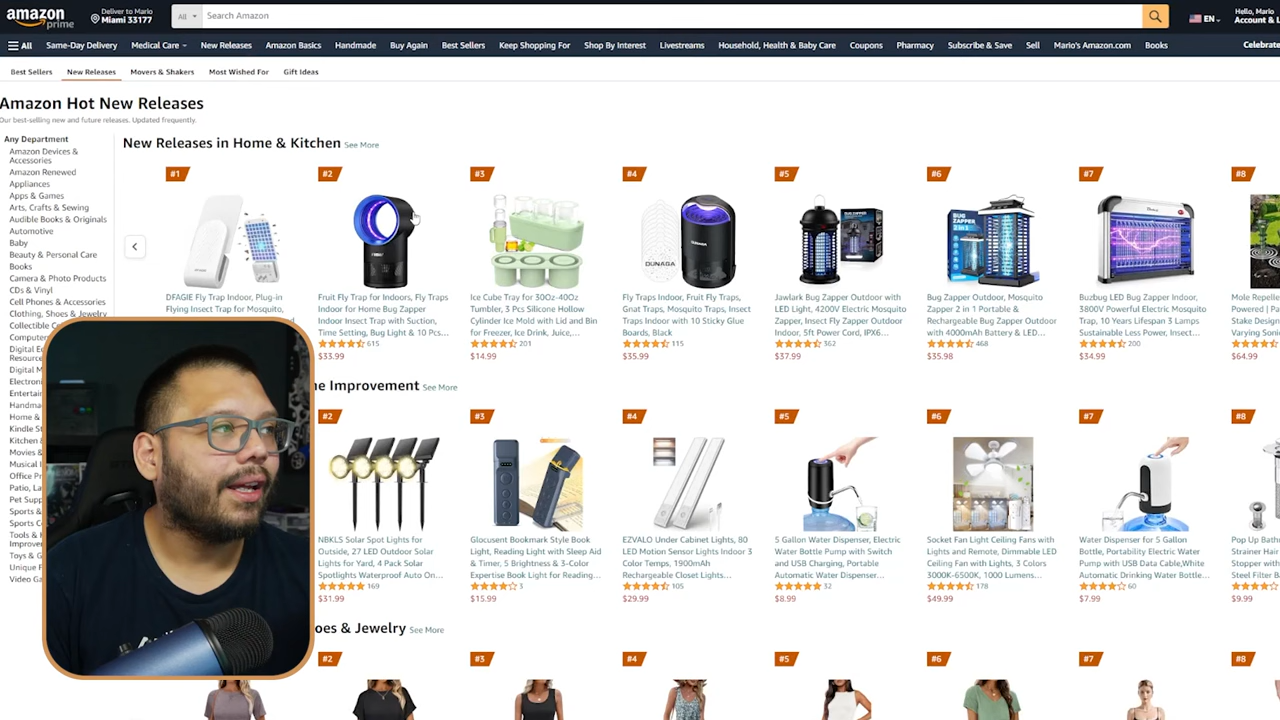 amazon prime
Deliver to Mario
Miami 33177
All
Search Amazon
EN
Hello, Mario
Account & L
All
Same-Day Delivery
Medical Care
New Releases
Amazon Basics
Handmade
Buy Again
Best Sellers
Keep Shopping For
Shop By Interest
Livestreams
Household, Health & Baby Care
Coupons
Pharmacy
Subscribe & Save
Sell
Mario's Amazon.com
Books
Celebrate
Best Sellers
New Releases
Movers & Shakers
Most Wished For
Gift Ideas
Amazon Hot New Releases
Our best-selling new and future releases. Updated frequently.
Any Department
Amazon Devices &
Accessories
Amazon Renewed
Appliances
Apps & Games
Arts, Crafts & Sewing
Audible Books & Originals
Automotive
Baby
Beauty & Personal Care
Books
Camera & Photo Products
CDs & Vinyl
Cell Phones & Accessories
Clothing, Shoes & Jewelry
Collectible
Compute
Digital E
Resource
Digital M
Electron
Entertai
Handma
Home &
Kindle St
Kitchen &
Movies &
Musical I
Office Pr
Patio, La
Pet Supp
Sports &
Sports C
Tools &
Improve
Toys & G
Unique F
Video Ga
New Releases in Home & Kitchen See More
#1
DFAGIE Fly Trap Indoor, Plug-in
Flying Insect Trap for Mosquito,
#2
Fruit Fly Trap for Indoors, Fly Traps
Indoor for Home Bug Zapper
Indoor Insect Trap with Suction,
Time Setting, Bug Light & 10 Pcs...
615
$33.99
#3
Ice Cube Tray for 30Oz-40Oz
Tumbler, 3 Pcs Silicone Hollow
Cylinder Ice Mold with Lid and Bin
for Freezer, Ice Drink, Juice,...
201
$14.99
#4
DUNAGA
Fly Traps Indoor, Fruit Fly Traps,
Gnat Traps, Mosquito Traps, Insect
Traps Indoor with 10 Sticky Glue
Boards, Black
115
$35.99
#5
BUG ZAPPER
Jawlark Bug Zapper Outdoor with
LED Light, 4200V Electric Mosquito
Zapper, Insect Fly Zapper Outdoor
Indoor, 5ft Power Cord, IPX6...
362
$37.99
#6
BUG ZAPPER
2 in 1
Bug Zapper Outdoor, Mosquito
Zapper 2 in 1 Portable &
Rechargeable Bug Zapper Outdoor
with 4000mAh Battery & LED...
468
$35.98
#7
Buzbug LED Bug Zapper Indoor,
3800V Powerful Electric Mosquito
Trap, 10 Years Lifespan 3 Lamps
Sustainable Less Power, Insect...
200
$34.99
#8
Mole Repelle
Powered | Pa
Stake Design
Varying Sonic
$64.99
me Improvement See More
#2
NBKLS Solar Spot Lights for
Outside, 27 LED Outdoor Solar
Lights for Yard, 4 Pack Solar
Spotlights Waterproof Auto On...
169
$31.99
#3
Glocusent Bookmark Style Book
Light, Reading Light with Sleep Aid
& Timer, 5 Brightness & 3-Color
Expertise Book Light for Reading...
3
$15.99
#4
EZVALO Under Cabinet Lights, 80
LED Motion Sensor Lights Indoor 3
Color Temps, 1900mAh
Rechargeable Closet Lights...
105
$29.99
#5
5 Gallon Water Dispenser, Electric
Water Bottle Pump with Switch
and USB Charging, Portable
Automatic Water Dispenser...
32
$8.99
#6
Socket Fan Light Ceiling Fans with
Lights and Remote, Dimmable LED
Ceiling Fan with Lights, 3 Colors
3000K-6500K, 1000 Lumens...
178
$49.99
#7
Water Dispenser for 5 Gallon
Bottle, Portability Electric Water
Pump with USB Data Cable,White
Automatic Drinking Water Bottle...
60
$7.99
#8
Pop Up Bath
Strainer Hair
Stopper with
Steel Filter Ba
$9.99
oes & Jewelry See More
#2
#3
#4
#5
#6
#7
#8